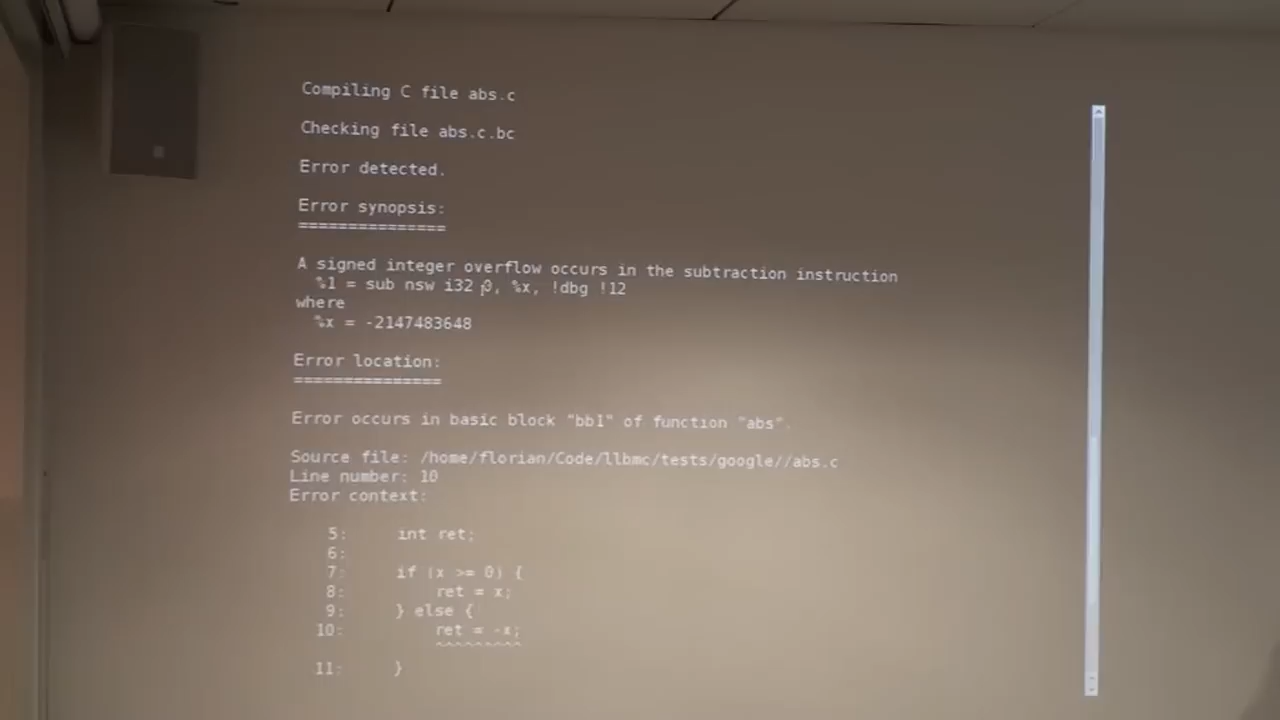 Compiling C file abs.c
Checking file abs.c.bc
Error detected.
Error synopsis:
===============
A signed integer overflow occurs in the subtraction instruction
%1 = sub nsw i32 0, %x, !dbg !12
where
%x = -2147483648
Error location:
===============
Error occurs in basic block "bb1" of function "abs".
Source file: /home/florian/Code/llbmc/tests/google//abs.c
Line number: 10
Error context:
5: int ret;
6:
7: if (x >= 0) {
8: ret = x;
9: } else {
10: ret = -x;
^^^^^^^^^
11: }